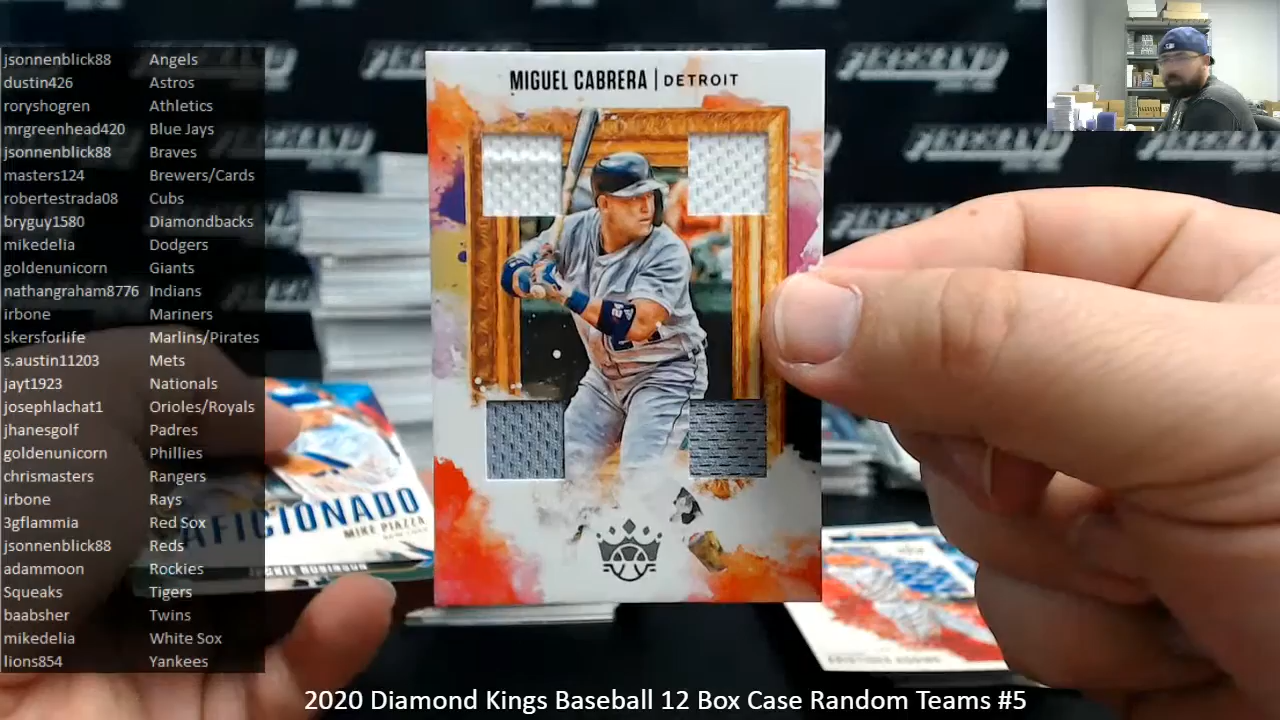 jsonnenblick88 Angels
dustin426 Astros
roryshogren Athletics
mrgreenhead420 Blue Jays
jsonnenblick88 Braves
masters124 Brewers/Cards
robertestrada08 Cubs
bryguy1580 Diamondbacks
mikedelia Dodgers
goldenunicorn Giants
nathangraham8776 Indians
irbone Mariners
skersforlife Marlins/Pirates
s.austin11203 Mets
jayt1923 Nationals
josephlachat1 Orioles/Royals
jhanesgolf Padres
goldenunicorn Phillies
chrismasters Rangers
irbone Rays
3gflammia Red Sox
jsonnenblick88 Reds
adammoon Rockies
Squeaks Tigers
baabsher Twins
mikedelia White Sox
lions854 Yankees
MIGUEL CABRERA | DETROIT
AFICIONADO
MIKE PIAZZA
NEW YORK
JACKIE ROBINSON
2020 Diamond Kings Baseball 12 Box Case Random Teams #5